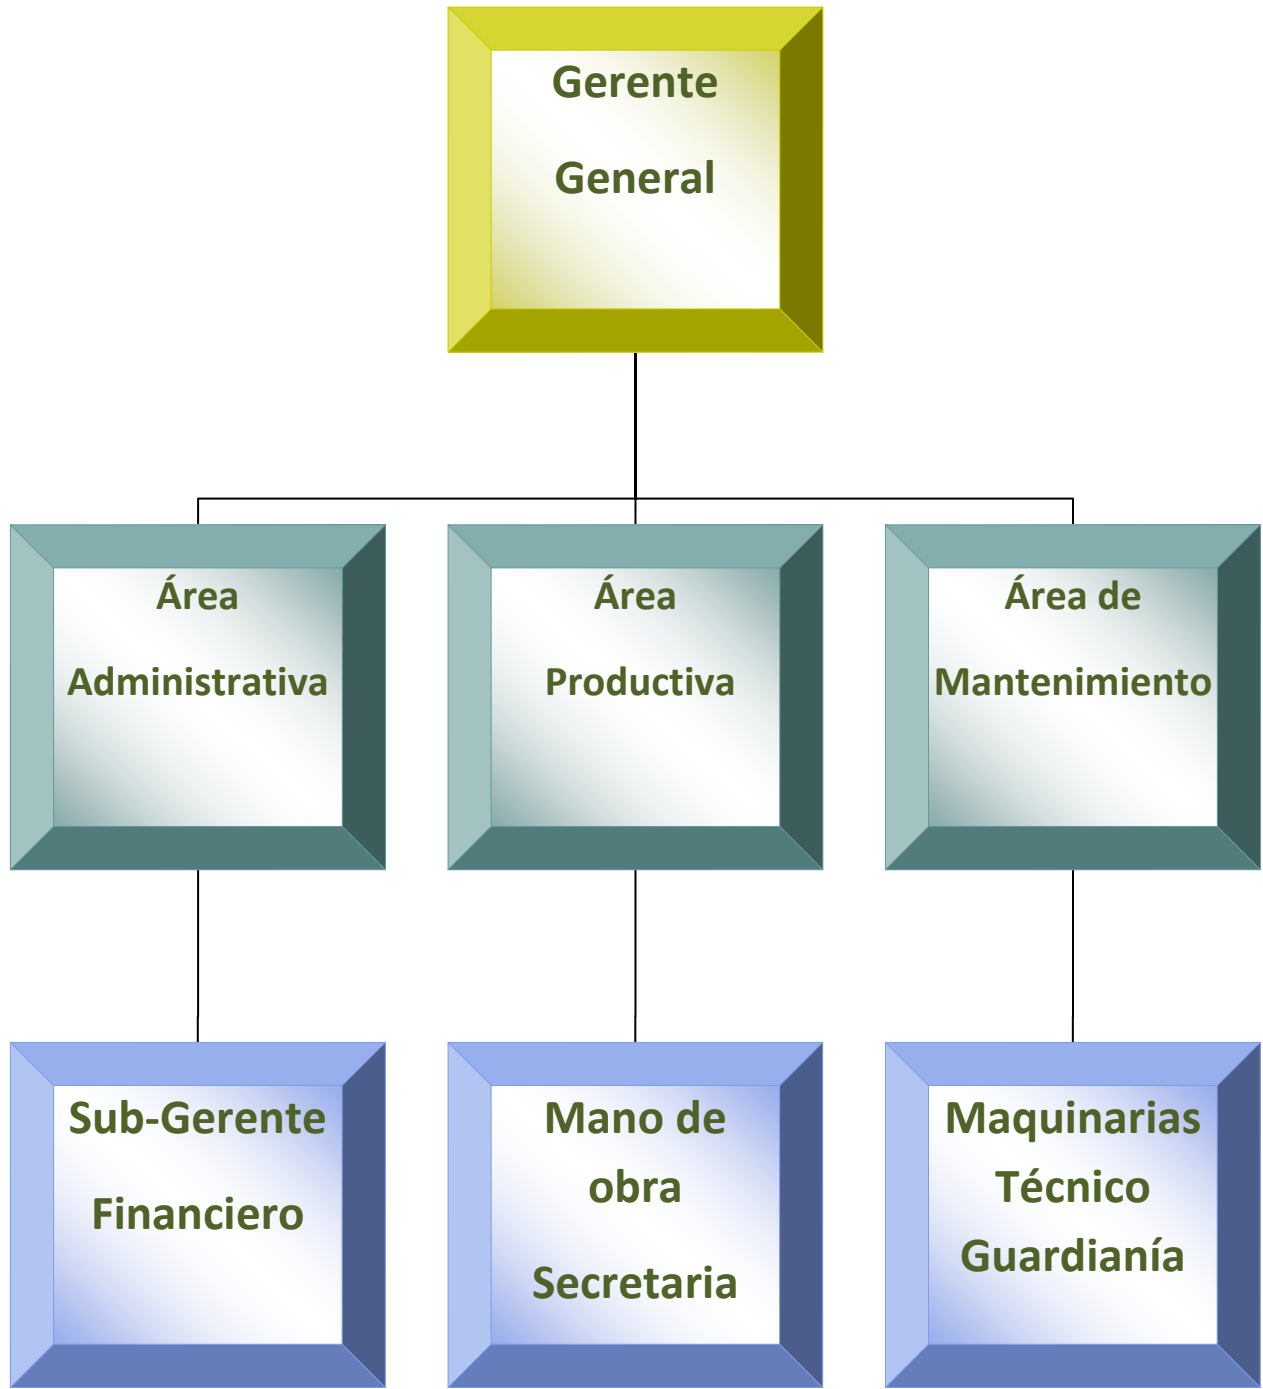 Gerente
General
Área
Administrativa
Área
Productiva
Área de
Mantenimiento
Sub-Gerente
Financiero
Mano de
obra
Secretaria
Maquinarias
Técnico
Guardianía